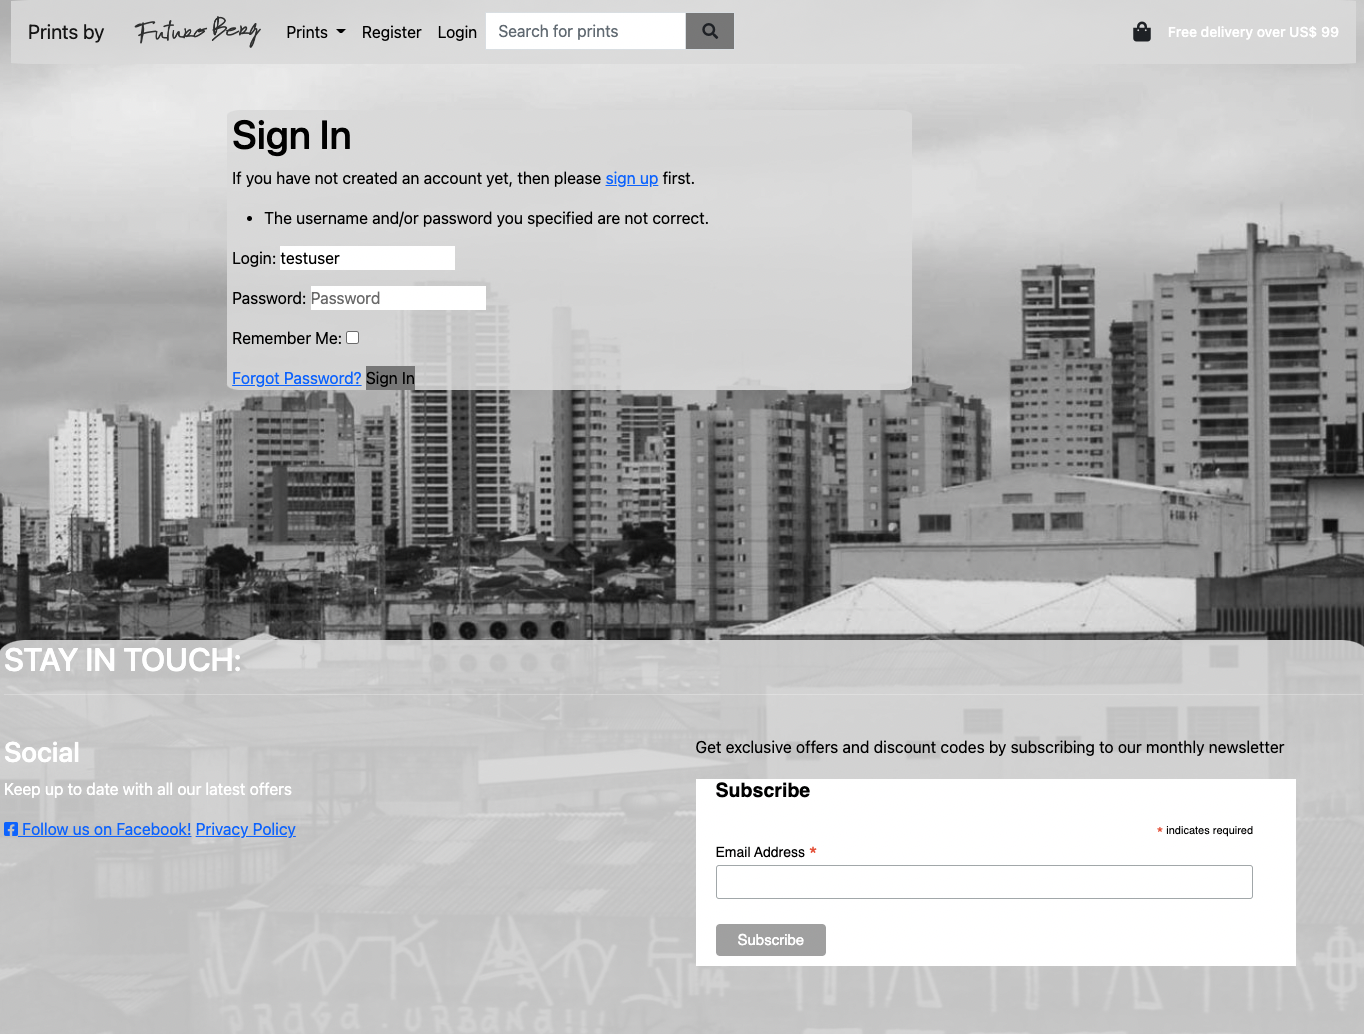 Prints by Futuro Berg Prints Register Login Search for prints Free delivery over US$ 99
Sign In
If you have not created an account yet, then please sign up first.
The username and/or password you specified are not correct.
Login: testuser
Password: Password
Remember Me:
Forgot Password? Sign In
STAY IN TOUCH:
Social
Keep up to date with all our latest offers
Follow us on Facebook! Privacy Policy
Get exclusive offers and discount codes by subscribing to our monthly newsletter
Subscribe
* indicates required
Email Address *
Subscribe